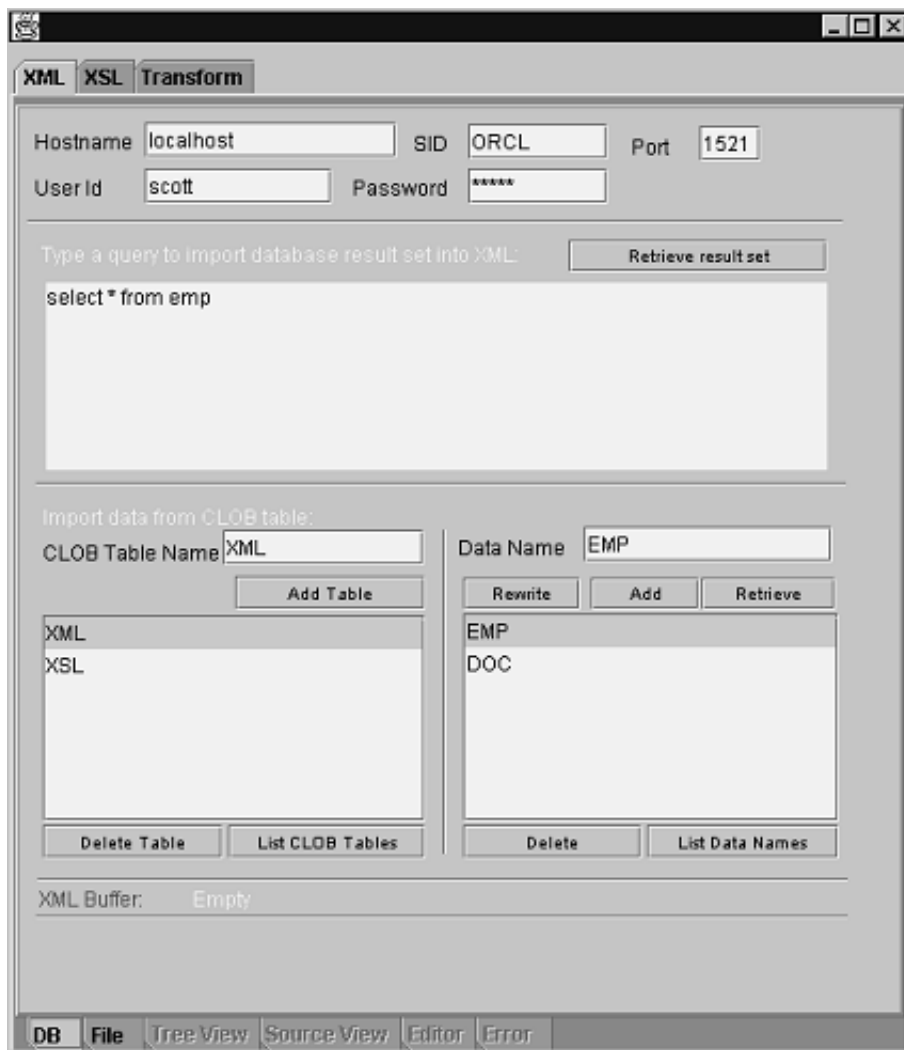 XML XSL Transform
Hostname localhost SID ORCL Port 1521
User Id scott Password *****
Type a query to import database result set into XML: Retrieve result set
select * from emp
Import data from CLOB table:
CLOB Table Name XML Data Name EMP
Add Table Rewrite Add Retrieve
XML EMP
XSL DOC
Delete Table List CLOB Tables Delete List Data Names
XML Buffer: Empty
DB File Tree View Source View Editor Error